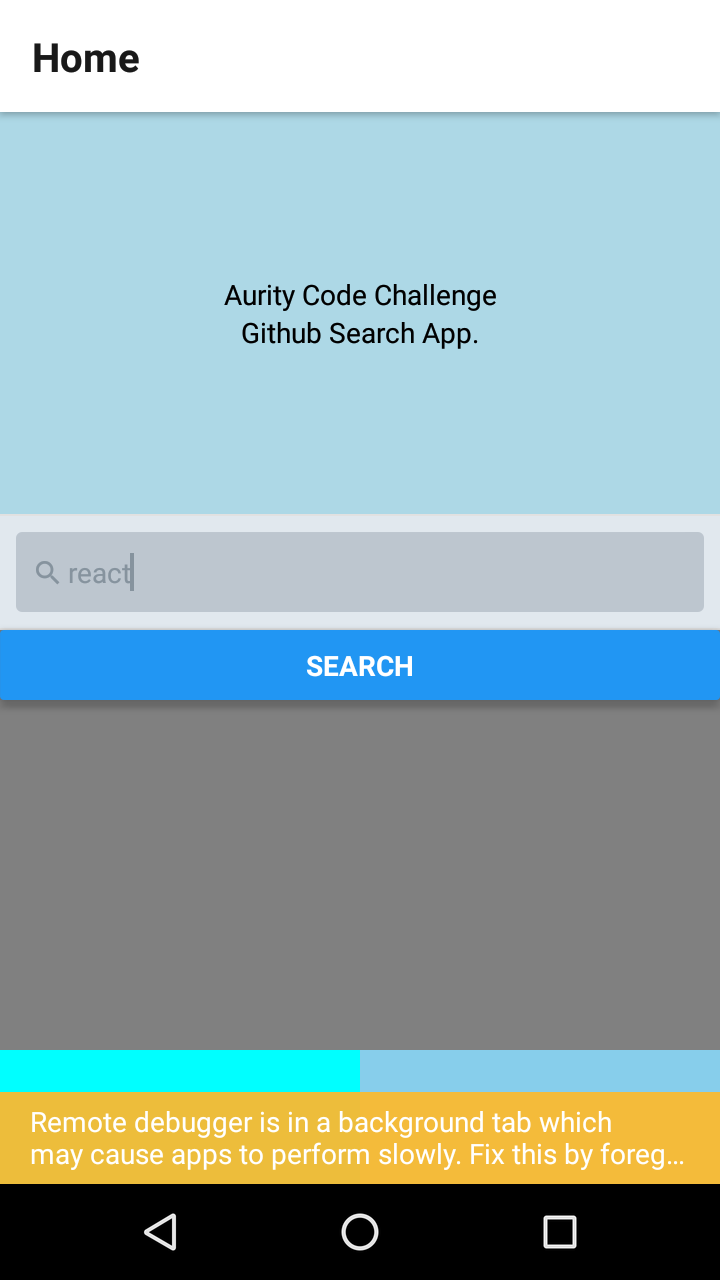 Home
Aurity Code Challenge
Github Search App.
react
SEARCH
Remote debugger is in a background tab which
may cause apps to perform slowly. Fix this by foreg…